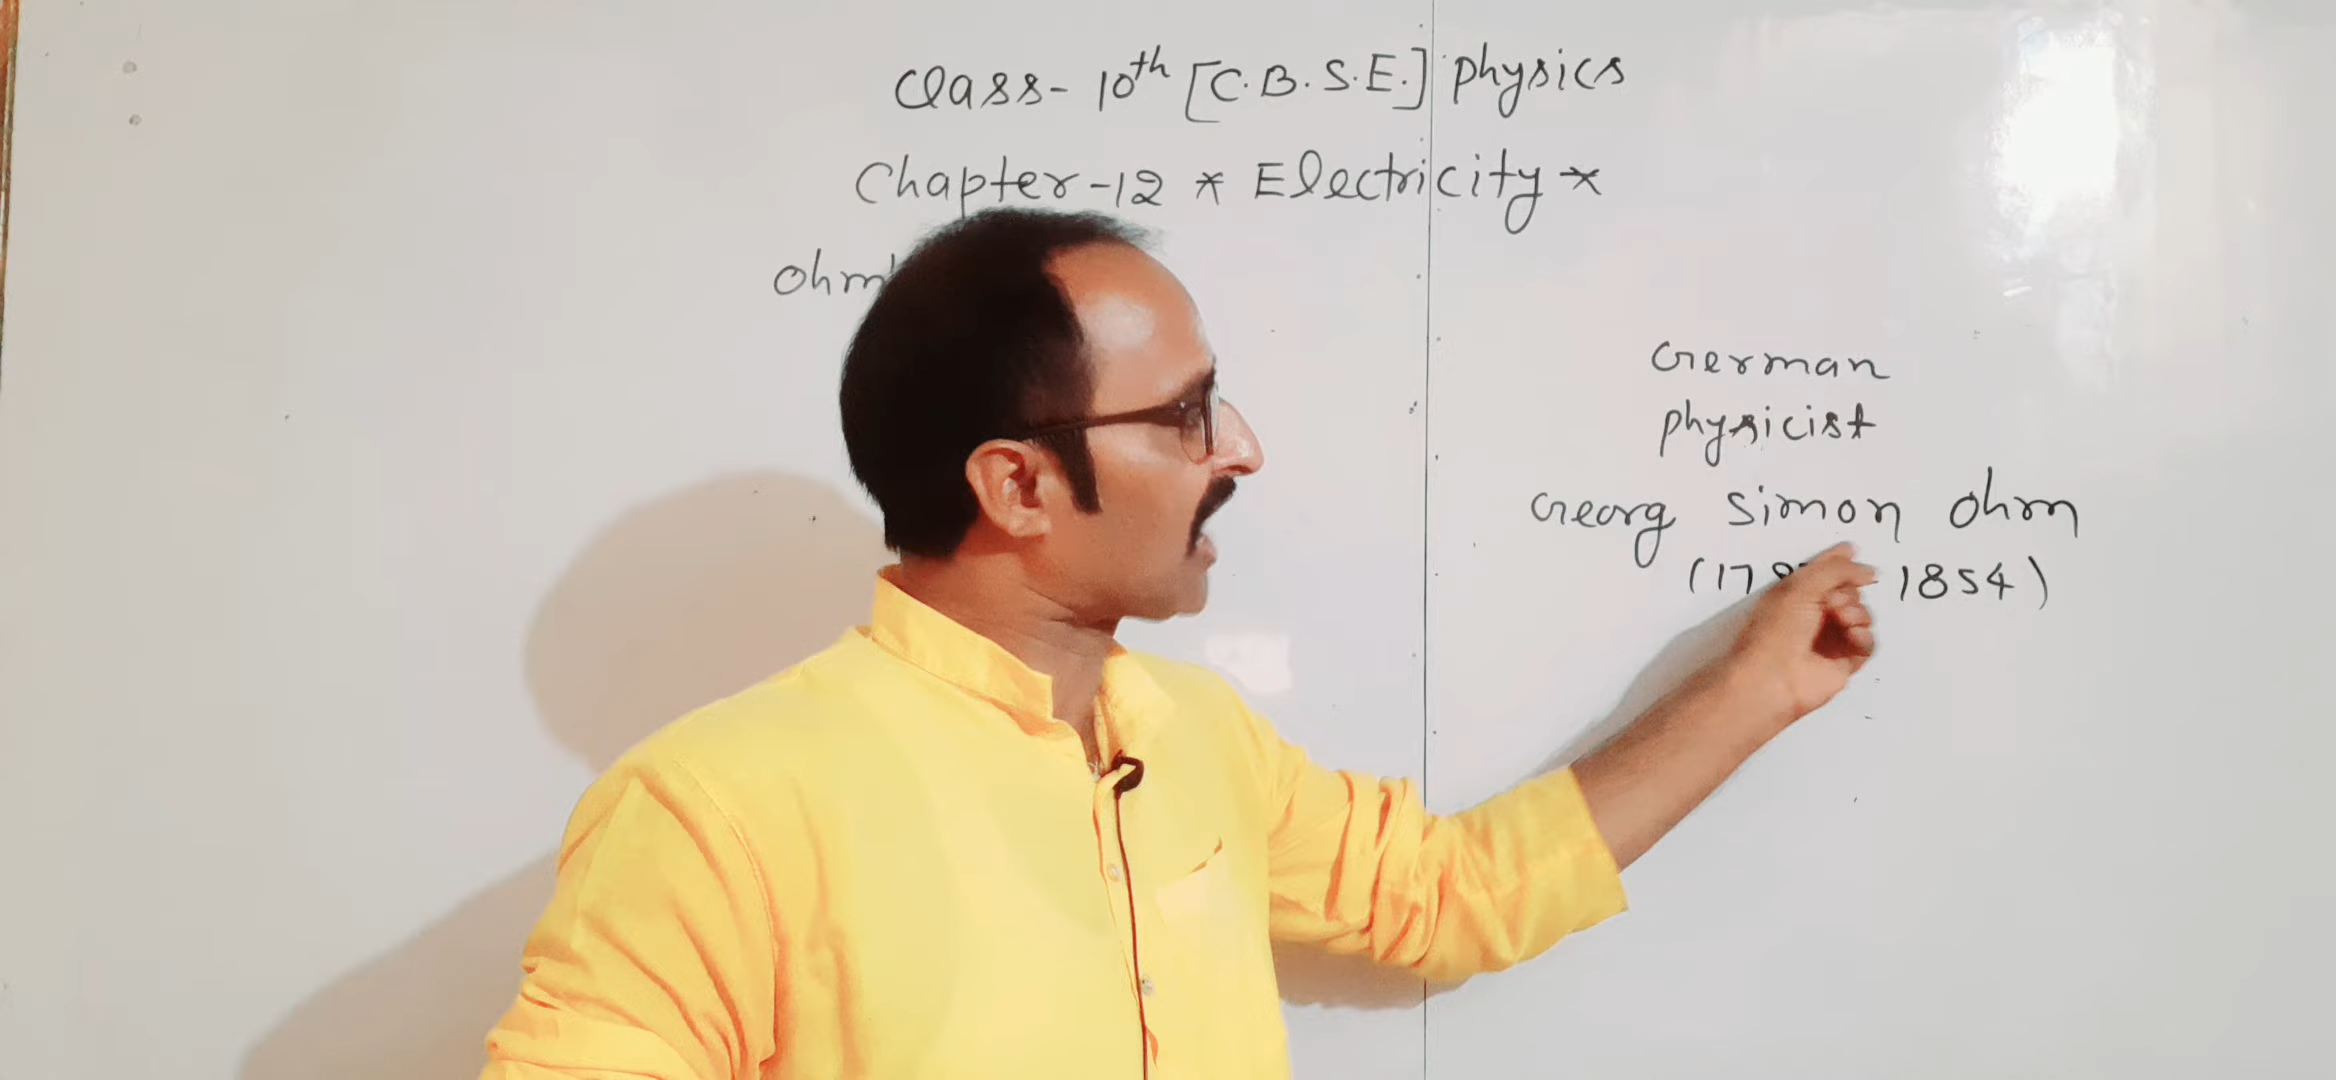 Class-10th [C.B.S.E.] physics
Chapter-12 * Electricity *
German
physicist
Georg Simon Ohm
1854)